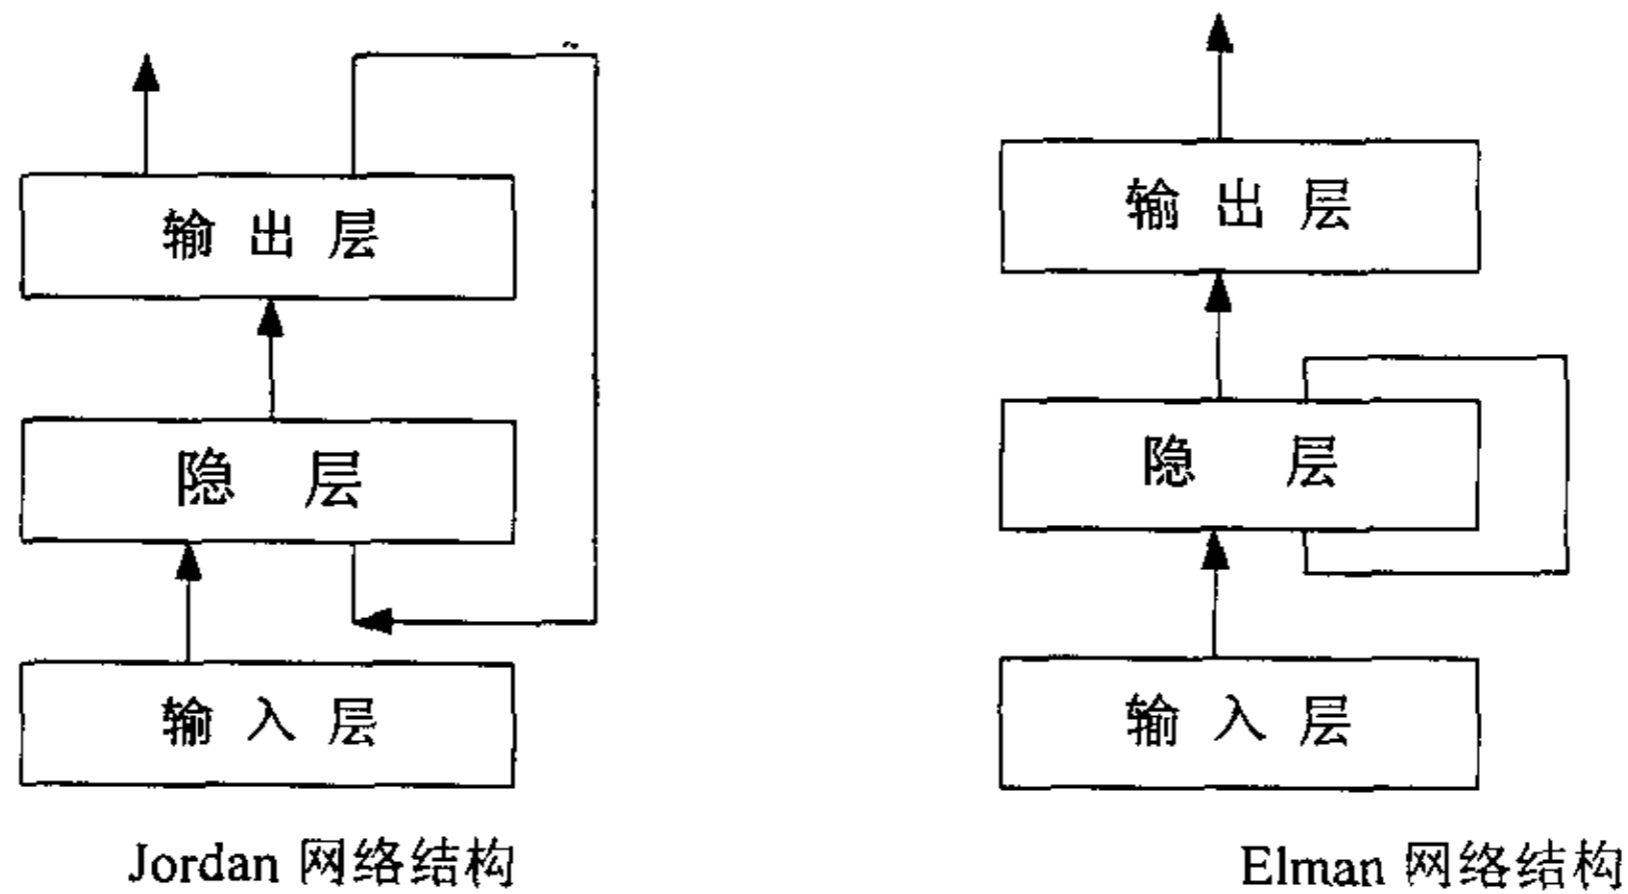 输出层
隐层
输入层
Jordan 网络结构
输出层
隐层
输入层
Elman 网络结构